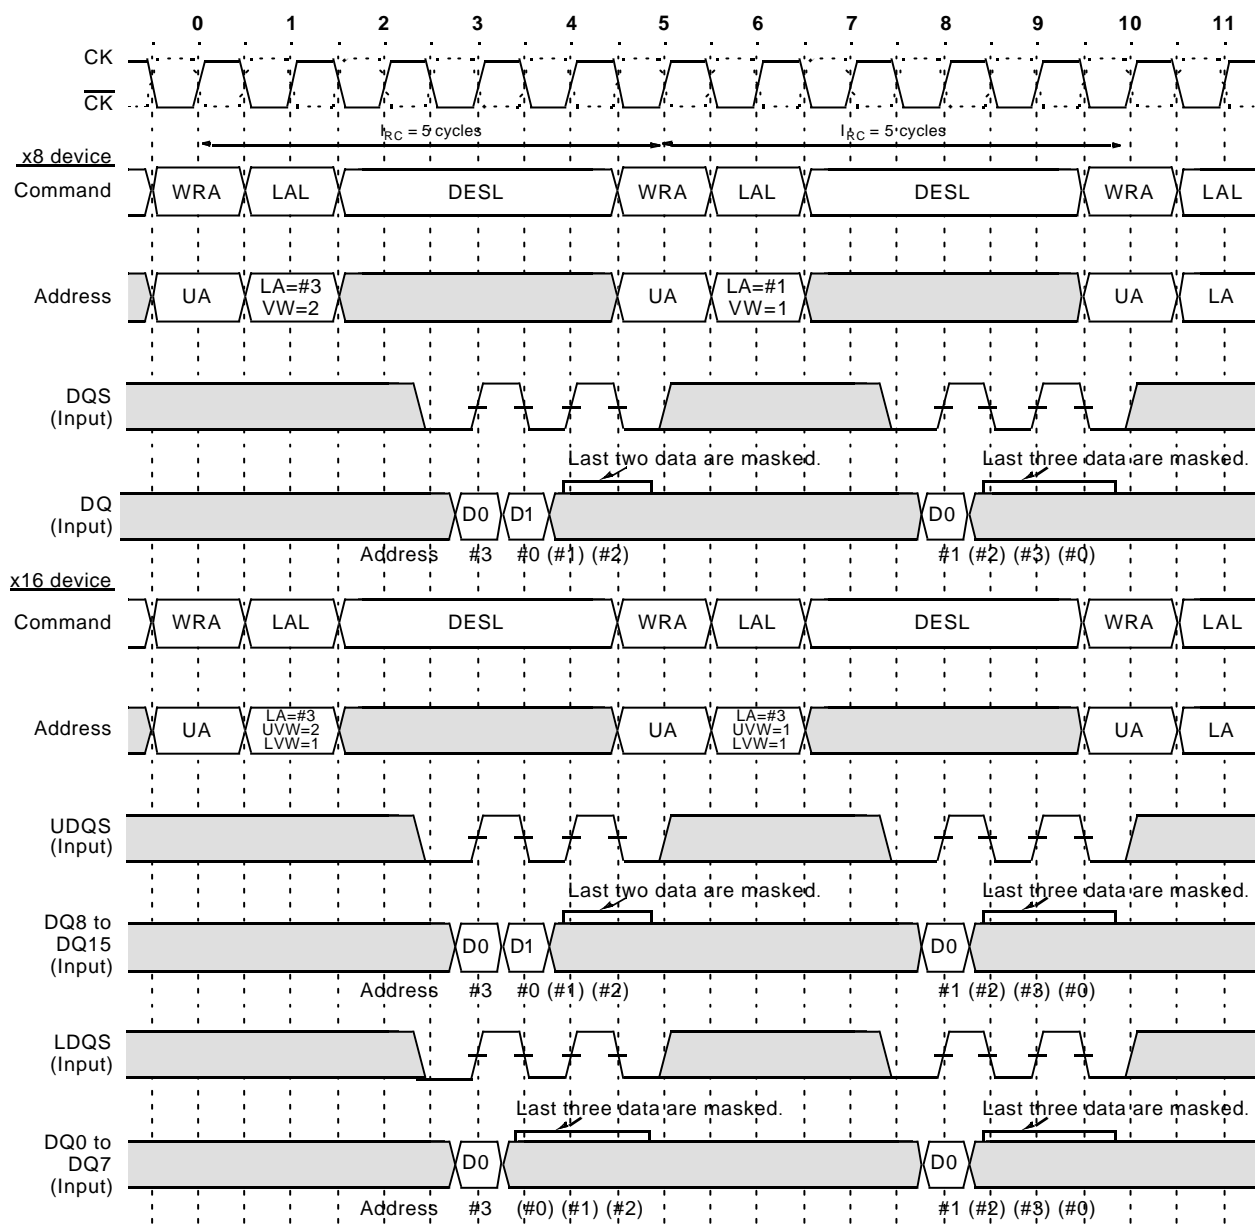 0 1 2 3 4 5 6 7 8 9 10 11
CK
CK
IRC = 5 cycles IRC = 5 cycles
x8 device
Command WRA LAL DESL WRA LAL DESL WRA LAL
Address UA LA=#3 VW=2 UA LA=#1 VW=1 UA LA
DQS
(Input)
Last two data are masked. Last three data are masked.
DQ
(Input)
D0 D1 D0
Address #3 #0 (#1) (#2) #1 (#2) (#3) (#0)
x16 device
Command WRA LAL DESL WRA LAL DESL WRA LAL
Address UA LA=#3 UVW=2 LVW=1 UA LA=#3 UVW=1 LVW=1 UA LA
UDQS
(Input)
Last two data are masked. Last three data are masked.
DQ8 to
DQ15
(Input)
D0 D1 D0
Address #3 #0 (#1) (#2) #1 (#2) (#3) (#0)
LDQS
(Input)
Last three data are masked. Last three data are masked.
DQ0 to
DQ7
(Input)
D0 D0
Address #3 (#0) (#1) (#2) #1 (#2) (#3) (#0)